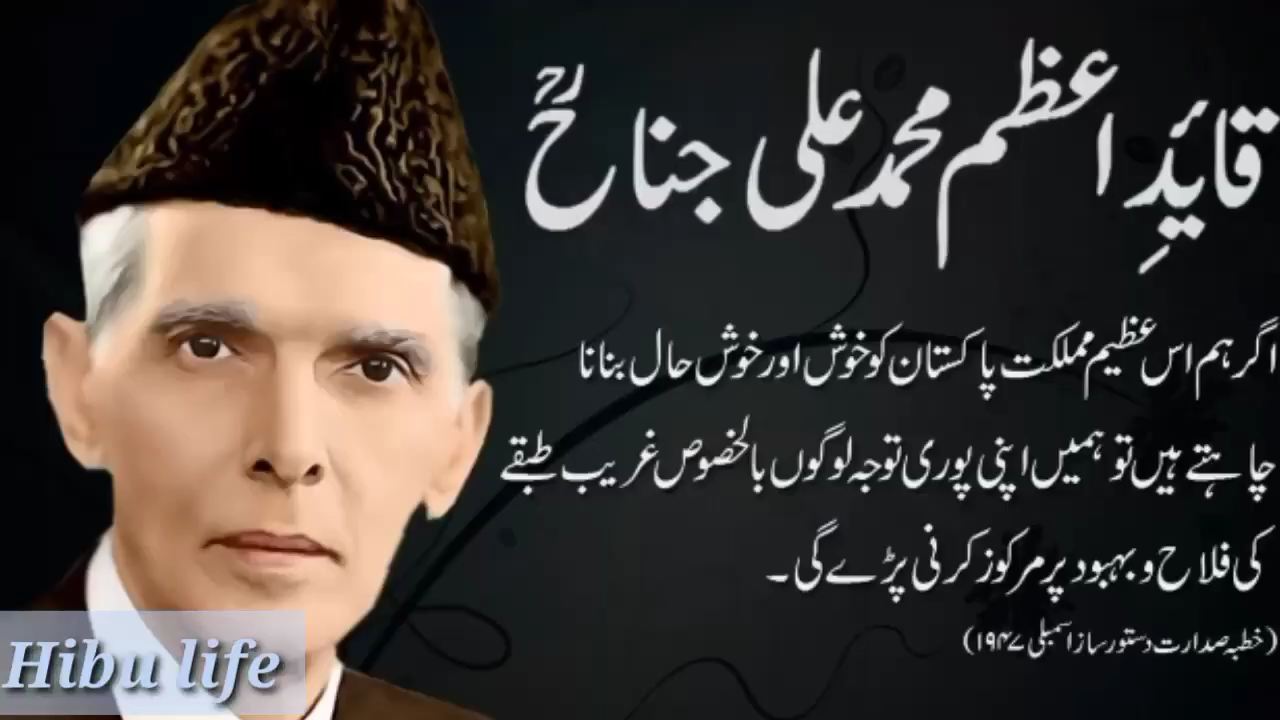 قائدِ اعظم محمد علی جناحؒ
اگر ہم اس عظیم مملکت پاکستان کو خوش اور خوش حال بنانا
چاہتے ہیں تو ہمیں اپنی پوری توجہ لوگوں بالخصوص غریب طبقے
کی فلاح و بہبود پر مرکوز کرنی پڑے گی۔
(خطبہ صدارت دستور ساز اسمبلی ۱۹۴۷)
Hibu life